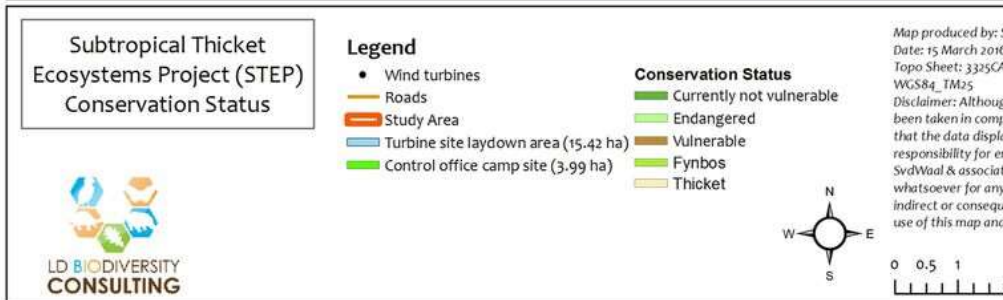 Subtropical Thicket
Ecosystems Project (STEP)
Conservation Status
LD BIODIVERSITY
CONSULTING
Legend
Wind turbines
Roads
Study Area
Turbine site laydown area (15.42 ha)
Control office camp site (3.99 ha)
Conservation Status
Currently not vulnerable
Endangered
Vulnerable
Fynbos
Thicket
N
W E
S
Map produced by:
Date: 15 March 2016
Topo Sheet: 3325CA
WGS84_TM25
Disclaimer: Althoug
been taken in comp
that the data displa
responsibility for er
SvdWaal & associat
whatsoever for any
indirect or consequ
use of this map and
0 0.5 1